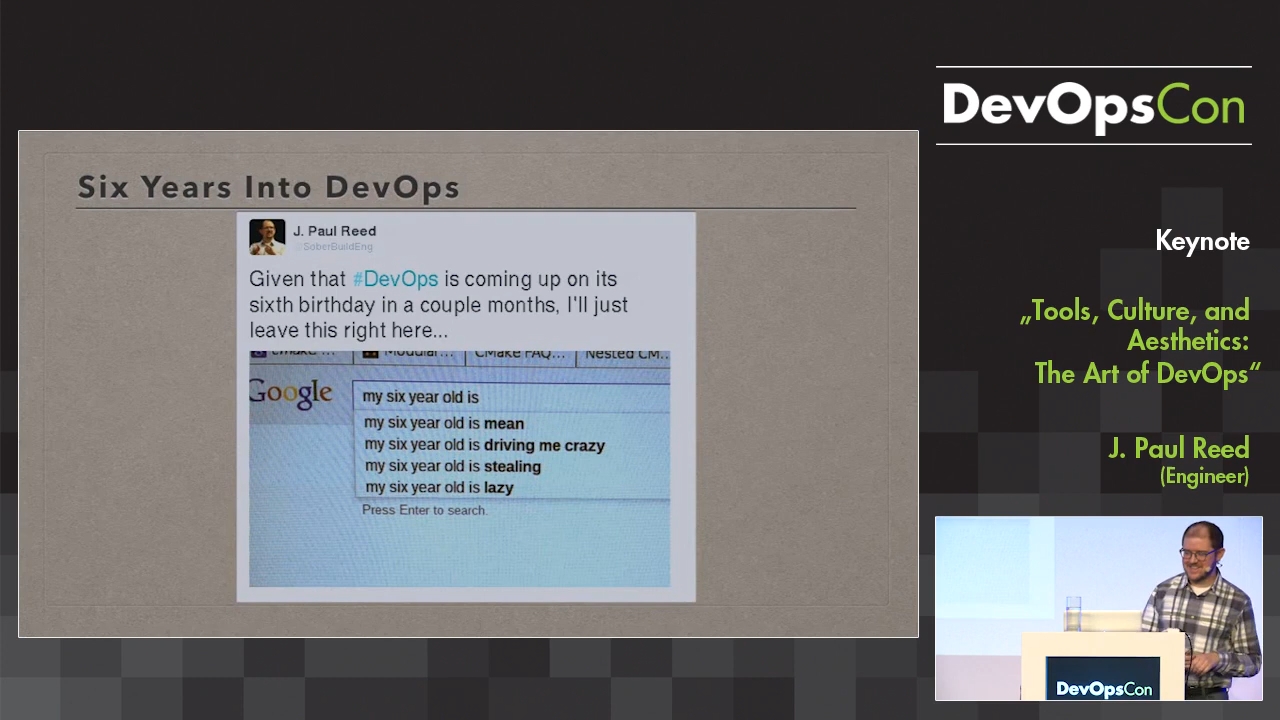 DevOpsCon
Six Years Into DevOps
J. Paul Reed
@SoberBuildEng
Given that #DevOps is coming up on its
sixth birthday in a couple months, I'll just
leave this right here...
Modular... CMake FAQ... Nested CM...
Google
my six year old is
my six year old is mean
my six year old is driving me crazy
my six year old is stealing
my six year old is lazy
Press Enter to search.
Keynote
„Tools, Culture, and
Aesthetics:
The Art of DevOps“
J. Paul Reed
(Engineer)
DevOpsCon